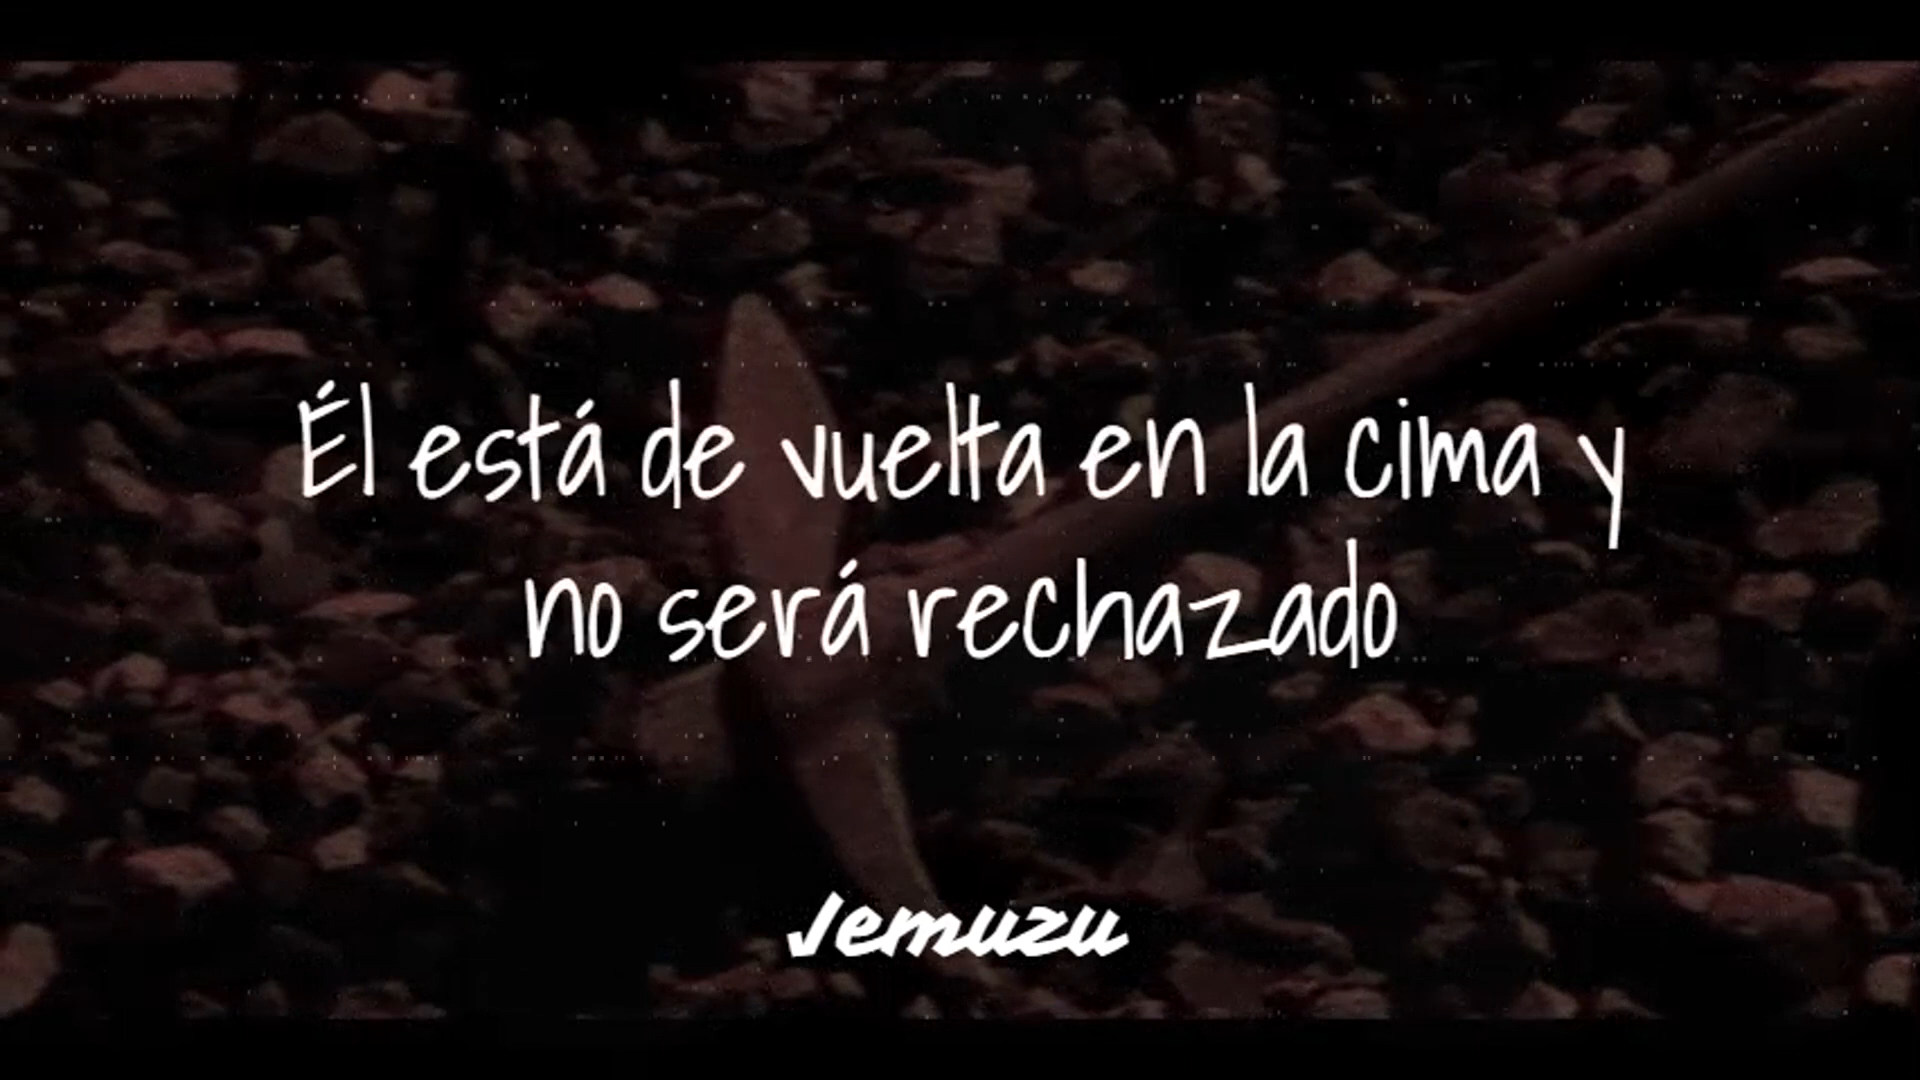 Él está de vuelta en la cima y
no será rechazado
Jemuzu